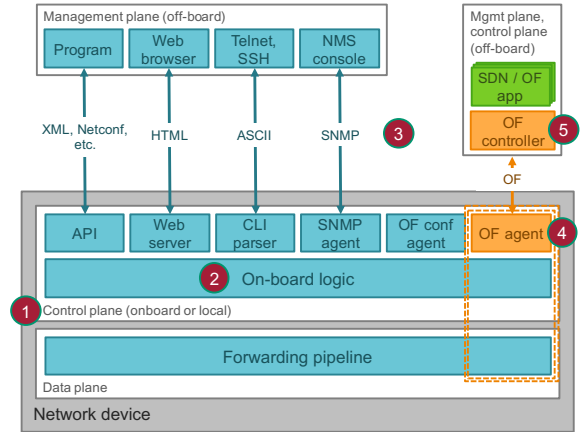 Management plane (off-board)
Program
Web
browser
Telnet,
SSH
NMS
console
Mgmt plane,
control plane
(off-board)
SDN / OF
app
OF
controller
5
XML, Netconf,
etc.
HTML
ASCII
SNMP
3
OF
API
Web
server
CLI
parser
SNMP
agent
OF conf
agent
OF agent
4
2
On-board logic
1
Control plane (onboard or local)
Forwarding pipeline
Data plane
Network device